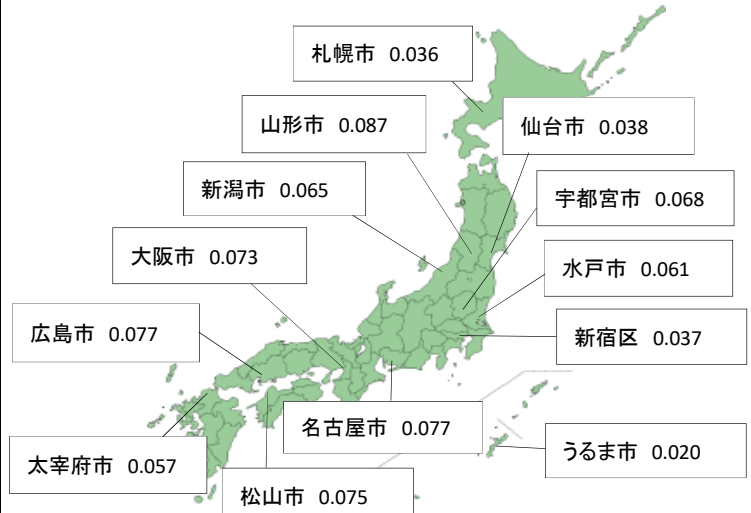 札幌市 0.036
山形市 0.087
仙台市 0.038
新潟市 0.065
宇都宮市 0.068
大阪市 0.073
水戸市 0.061
広島市 0.077
新宿区 0.037
名古屋市 0.077
うるま市 0.020
太宰府市 0.057
松山市 0.075